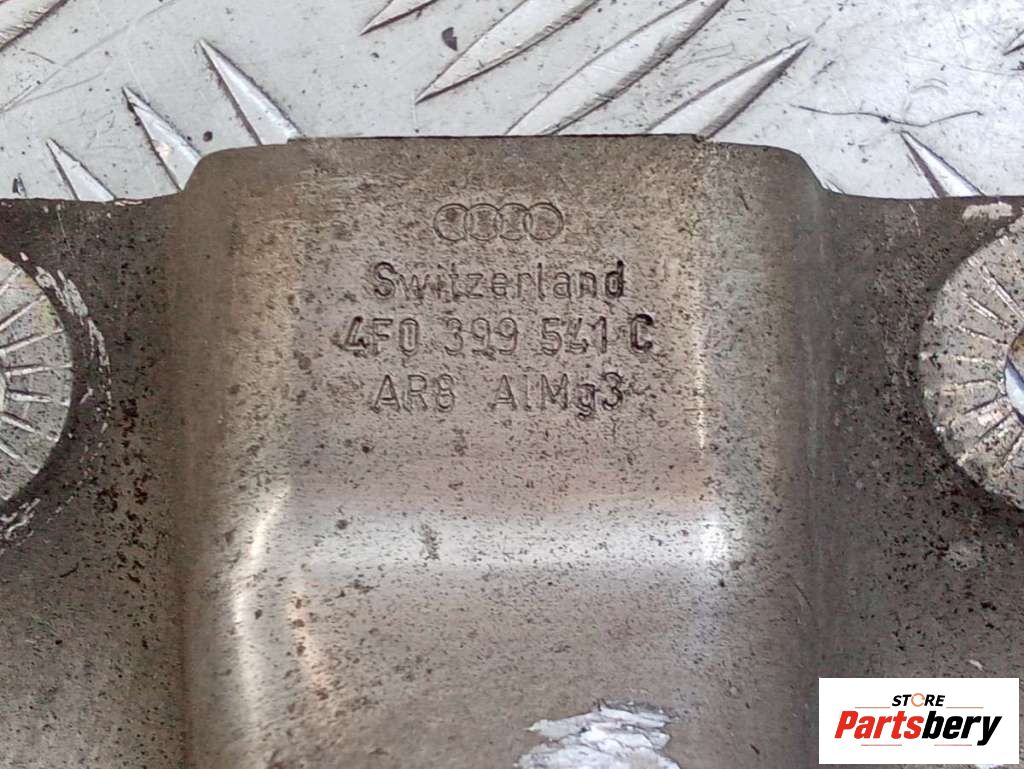 Switzerland
4F0 399 541 C
AR8 AlMg3
STORE
Partsbery